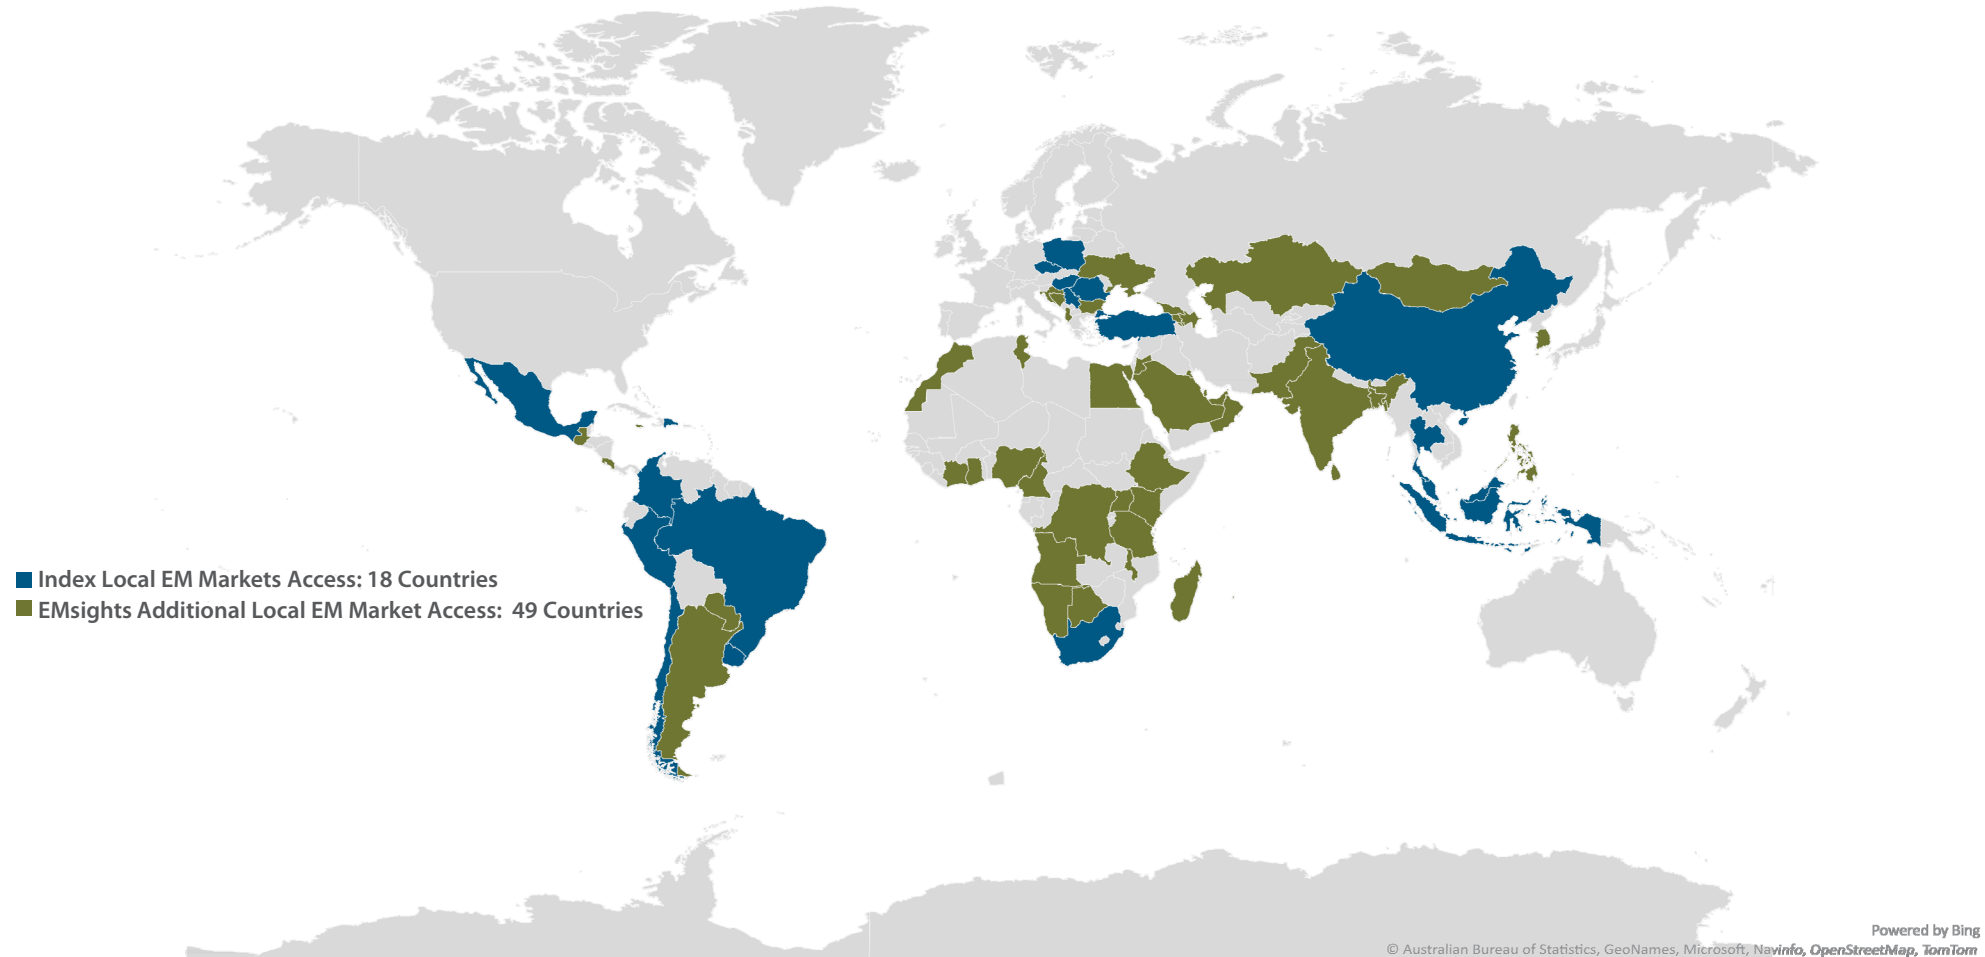 Index Local EM Markets Access: 18 Countries
EMsights Additional Local EM Market Access: 49 Countries
Powered by Bing
© Australian Bureau of Statistics, GeoNames, Microsoft, Navinfo, OpenStreetMap, TomTom